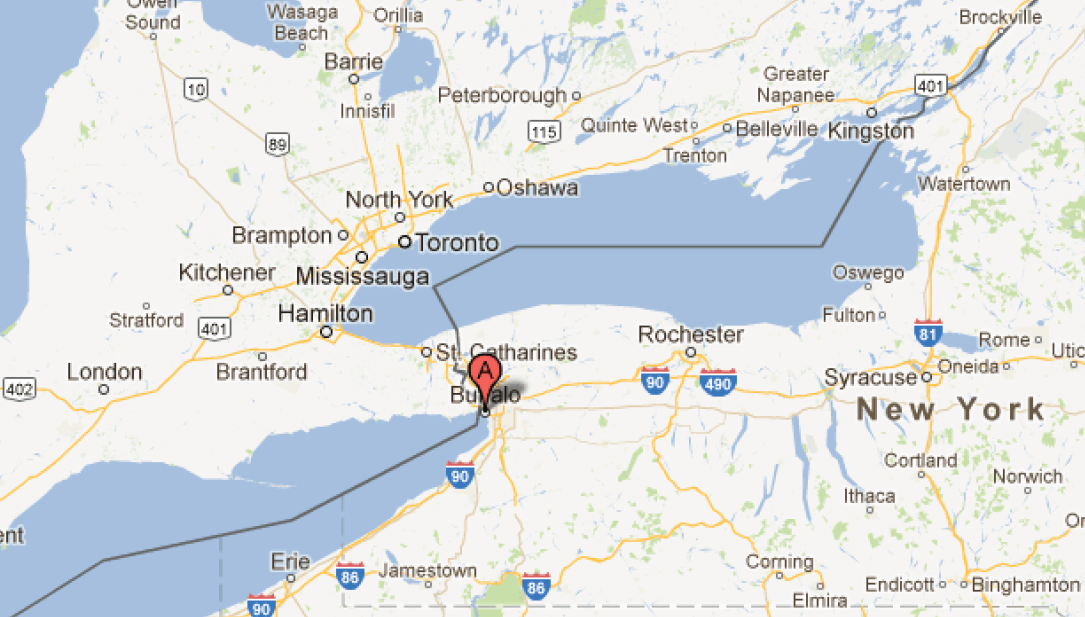 Owen
Sound
Wasaga
Beach
Orillia
Brockville
Barrie
10
Innisfil
Peterborough
Greater
Napanee
401
115
Quinte West
Belleville
Kingston
89
Trenton
Oshawa
Watertown
North York
Brampton
Toronto
Mississauga
Kitchener
Oswego
Stratford
401
Hamilton
Fulton
81
Rochester
Rome
St. Catharines
Utic
London
Brantford
A
90
490
Syracuse
Oneida
402
Buffalo
New York
90
Cortland
Norwich
Ithaca
ent
Or
Erie
86
Jamestown
86
Corning
Endicott
Binghamton
90
Elmira